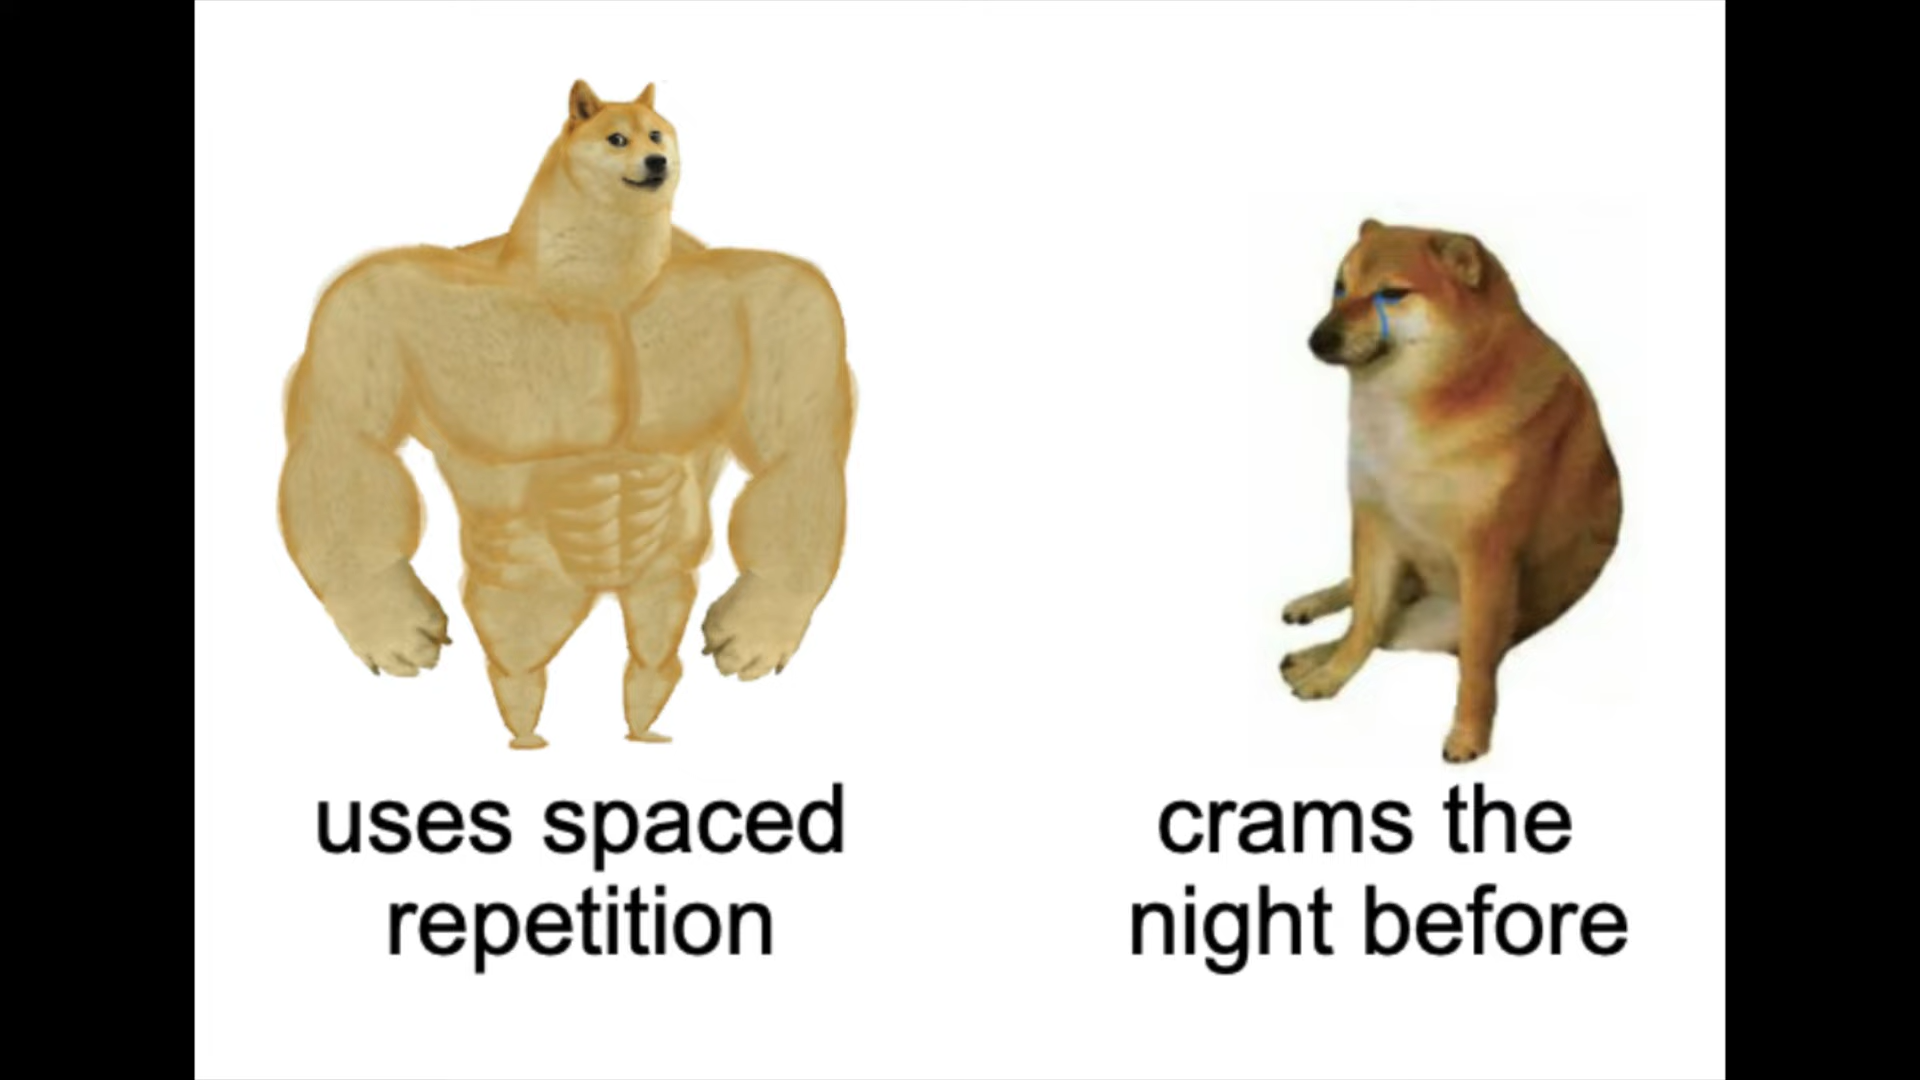 uses spaced
repetition
crams the
night before